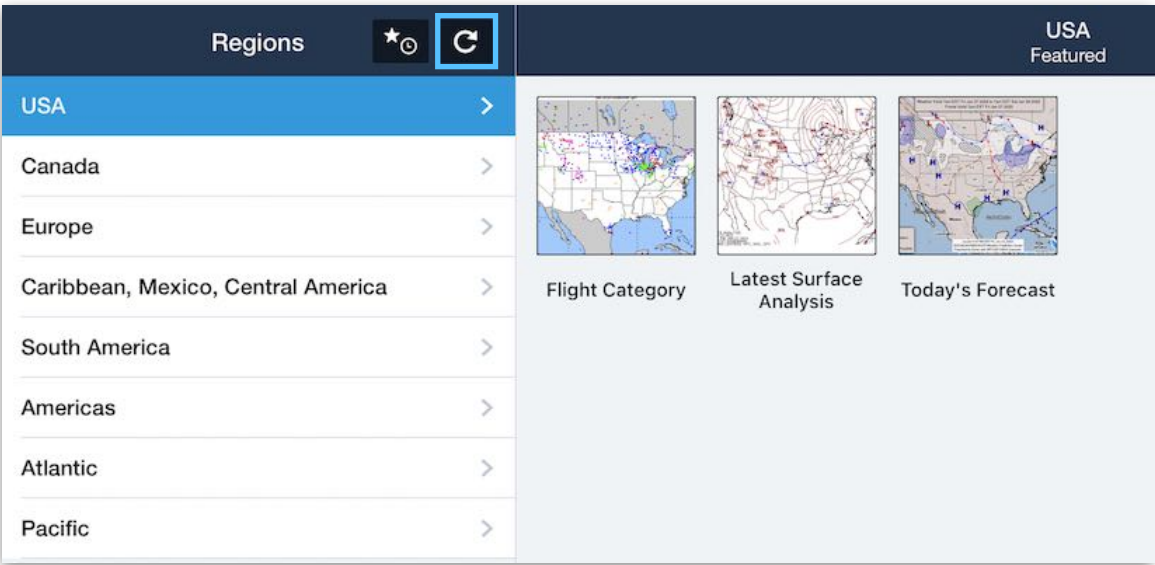 Regions
USA
Canada
Europe
Caribbean, Mexico, Central America
South America
Americas
Atlantic
Pacific
USA
Featured
Flight Category
Latest Surface
Analysis
Today's Forecast